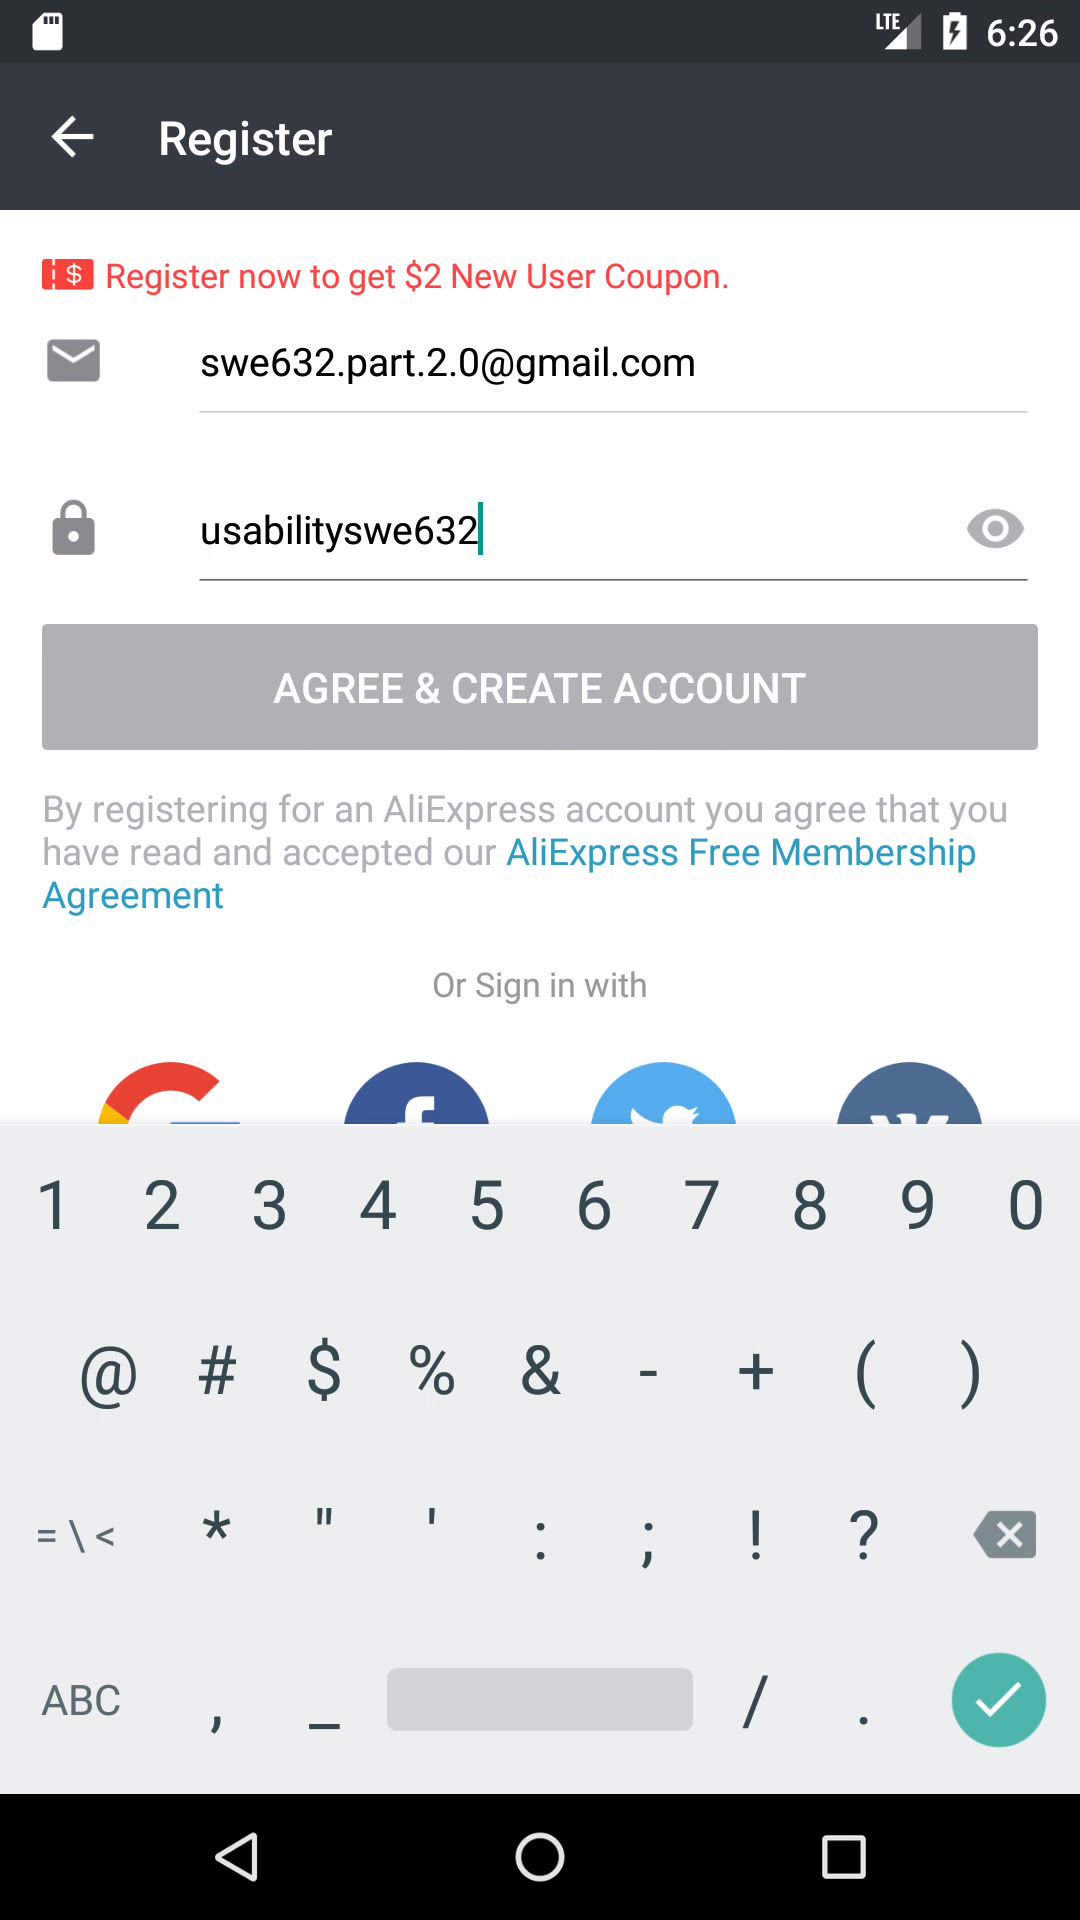 LTE 6:26
Register
$ Register now to get $2 New User Coupon.
swe632.part.2.0@gmail.com
usabilityswe632
AGREE & CREATE ACCOUNT
By registering for an AliExpress account you agree that you
have read and accepted our AliExpress Free Membership
Agreement
Or Sign in with
1 2 3 4 5 6 7 8 9 0
@ # $ % & - + ( )
= \ < * " ' : ; ! ?
ABC , _ / .